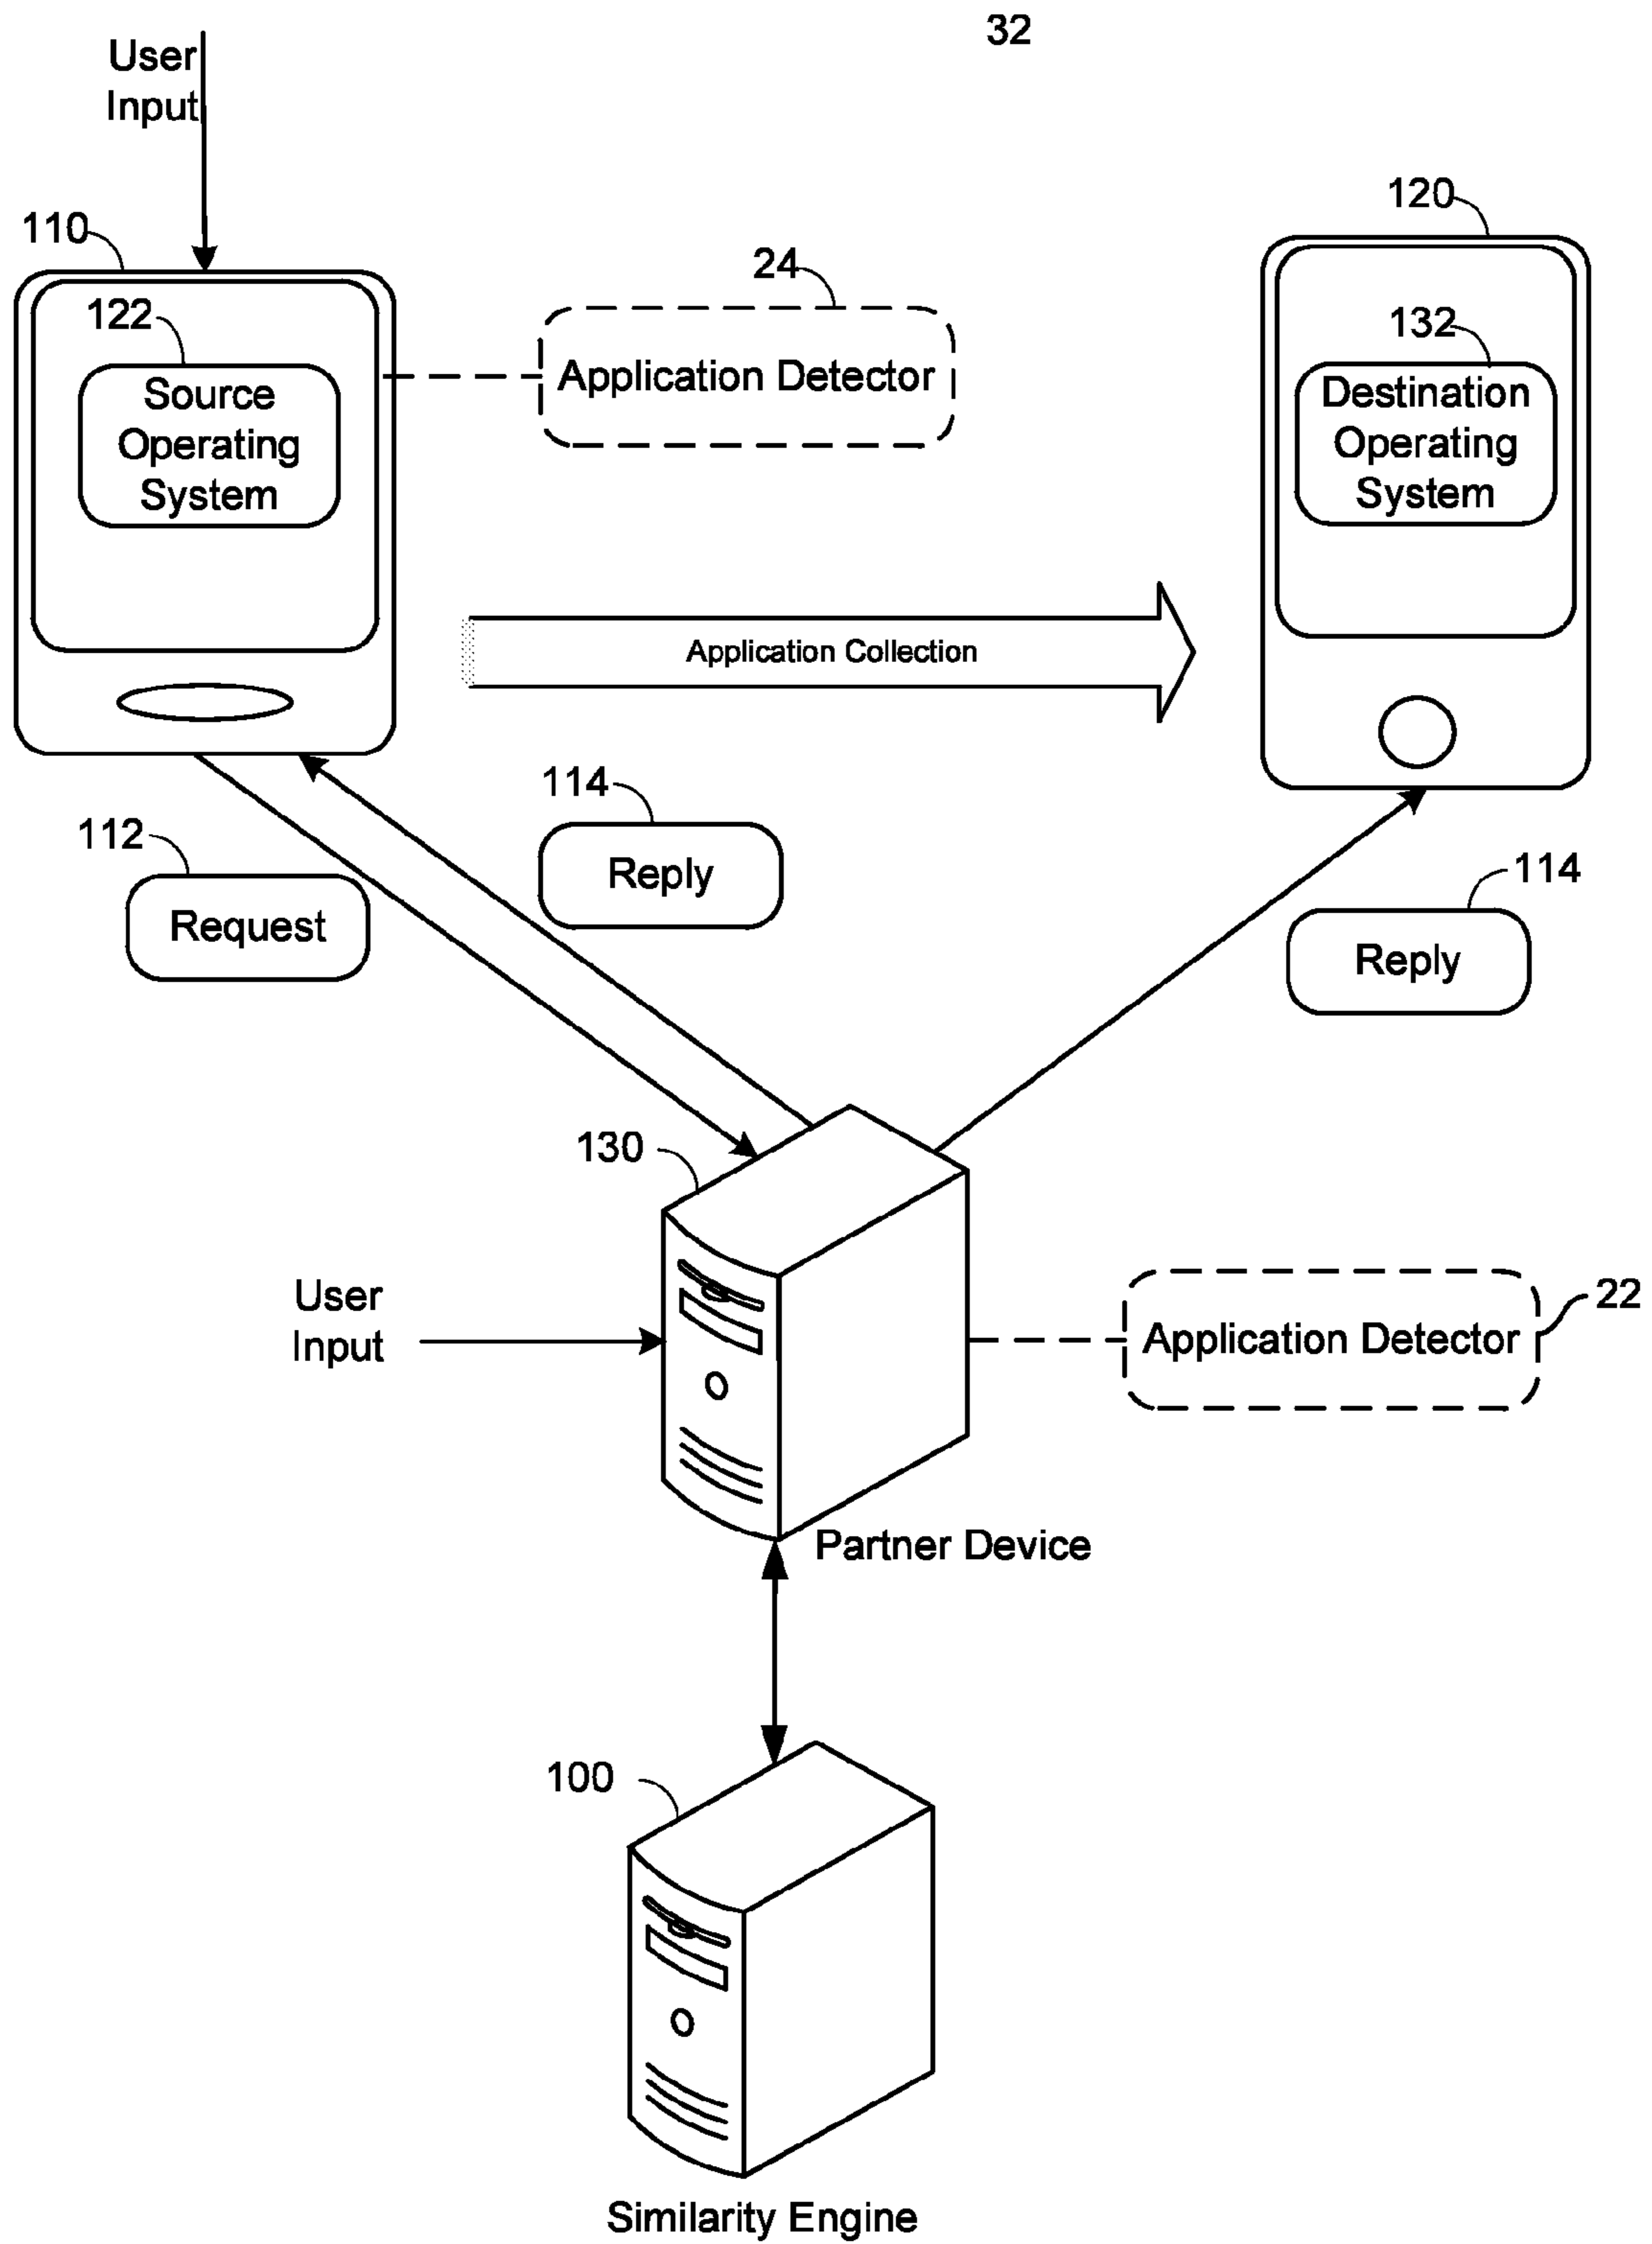 32
User
Input
110
120
24
122
132
Application Detector
Source
Operating
System
Destination
Operating
System
Application Collection
114
Reply
112
Request
114
Reply
130
User
Input
22
Application Detector
Partner Device
100
Similarity Engine